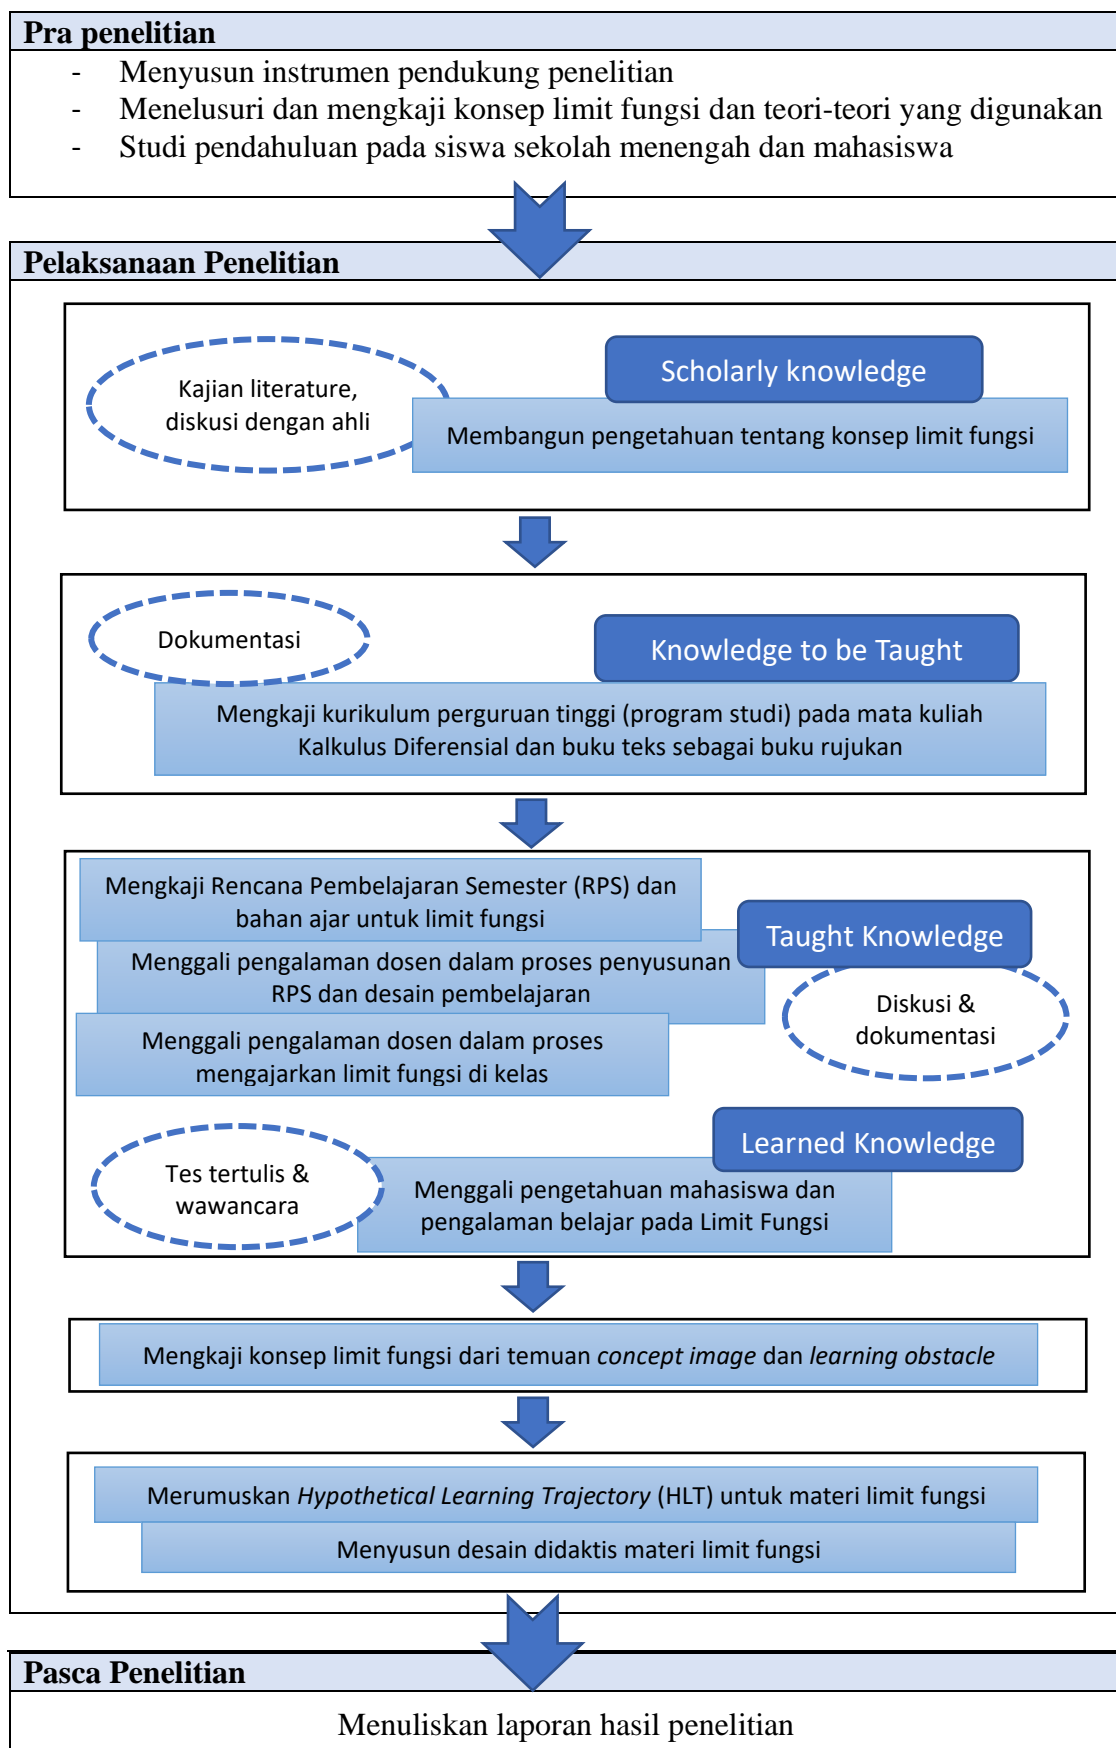 Pra penelitian
- Menyusun instrumen pendukung penelitian
- Menelusuri dan mengkaji konsep limit fungsi dan teori-teori yang digunakan
- Studi pendahuluan pada siswa sekolah menengah dan mahasiswa
Pelaksanaan Penelitian
Kajian literature,
diskusi dengan ahli
Scholarly knowledge
Membangun pengetahuan tentang konsep limit fungsi
Dokumentasi
Knowledge to be Taught
Mengkaji kurikulum perguruan tinggi (program studi) pada mata kuliah
Kalkulus Diferensial dan buku teks sebagai buku rujukan
Mengkaji Rencana Pembelajaran Semester (RPS) dan
bahan ajar untuk limit fungsi
Taught Knowledge
Menggali pengalaman dosen dalam proses penyusunan
RPS dan desain pembelajaran
Diskusi &
dokumentasi
Menggali pengalaman dosen dalam proses
mengajarkan limit fungsi di kelas
Learned Knowledge
Tes tertulis &
wawancara
Menggali pengetahuan mahasiswa dan
pengalaman belajar pada Limit Fungsi
Mengkaji konsep limit fungsi dari temuan concept image dan learning obstacle
Merumuskan Hypothetical Learning Trajectory (HLT) untuk materi limit fungsi
Menyusun desain didaktis materi limit fungsi
Pasca Penelitian
Menuliskan laporan hasil penelitian